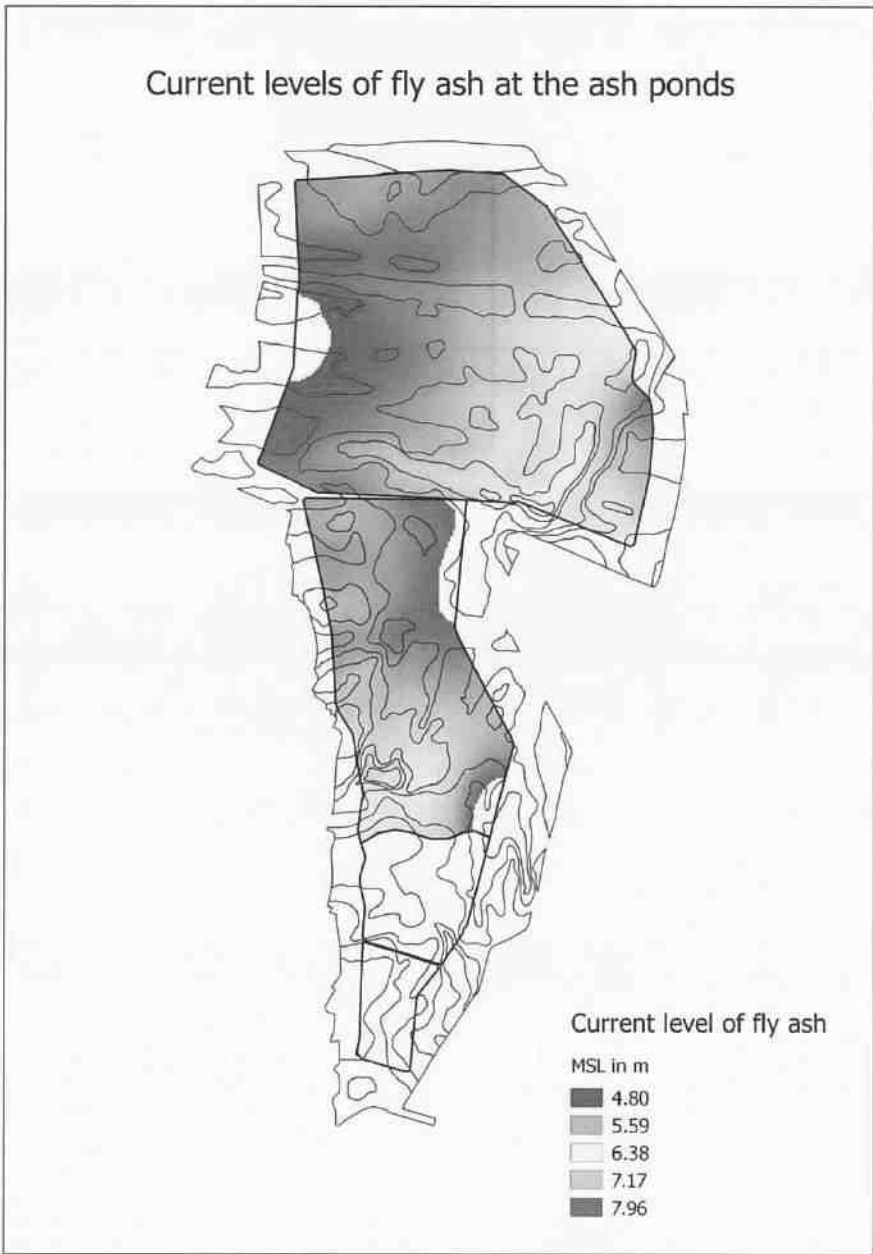 Current levels of fly ash at the ash ponds
Current level of fly ash
MSL in m
4.80
5.59
6.38
7.17
7.96